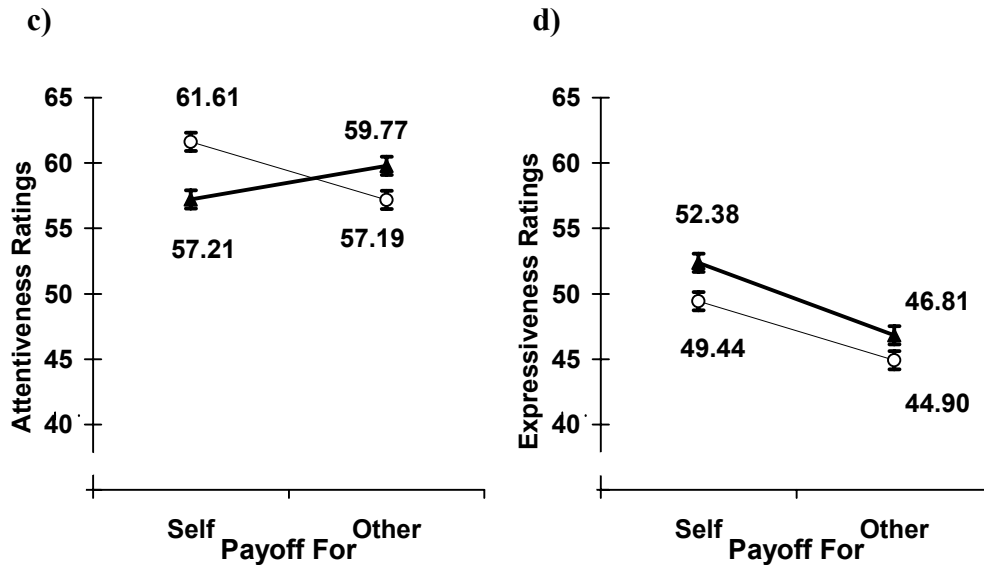 c)
65
60
55
50
45
40
Attentiveness Ratings
61.61
59.77
57.21
57.19
Self
Other
Payoff For
d)
65
60
55
50
45
40
Expressiveness Ratings
52.38
46.81
49.44
44.90
Self
Other
Payoff For